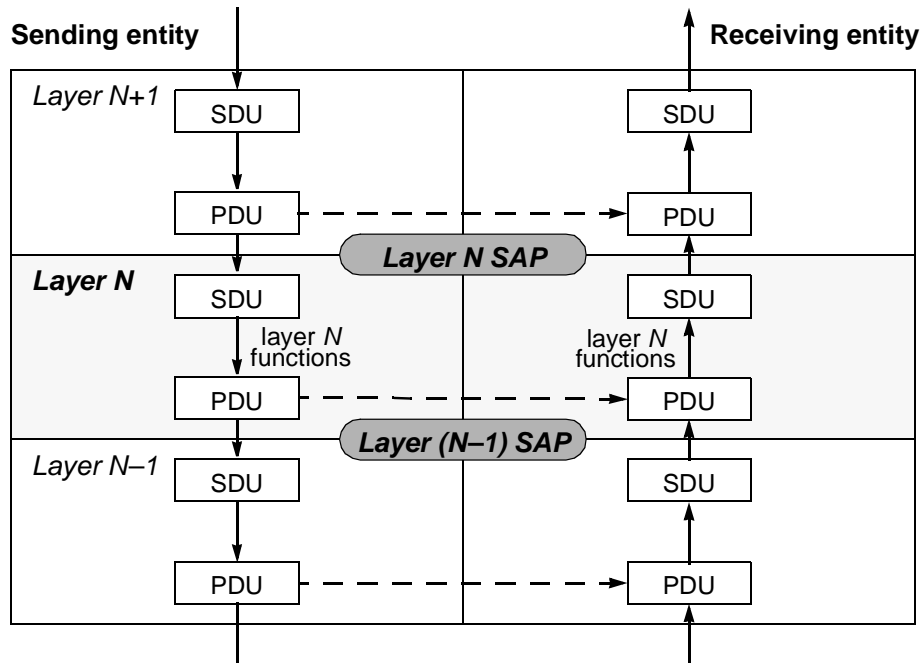 Sending entity
Receiving entity
Layer N+1
SDU
SDU
PDU
PDU
Layer N SAP
Layer N
SDU
SDU
layer N
functions
layer N
functions
PDU
PDU
Layer (N–1) SAP
Layer N–1
SDU
SDU
PDU
PDU